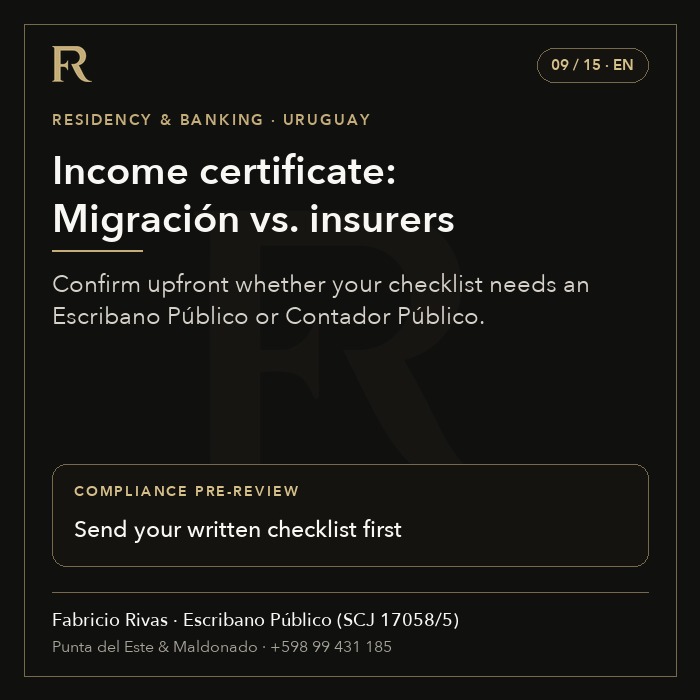 R
09 / 15 · EN
RESIDENCY & BANKING · URUGUAY
Income certificate:
Migración vs. insurers
Confirm upfront whether your checklist needs an
Escribano Público or Contador Público.
COMPLIANCE PRE-REVIEW
Send your written checklist first
Fabricio Rivas · Escribano Público (SCJ 17058/5)
Punta del Este & Maldonado · +598 99 431 185